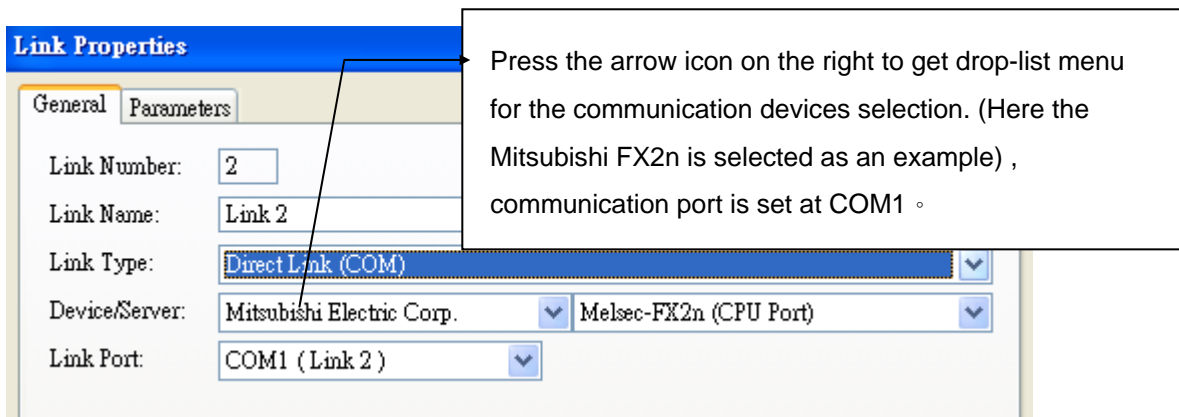 Link Properties
Press the arrow icon on the right to get drop-list menu
for the communication devices selection. (Here the
Mitsubishi FX2n is selected as an example) ,
communication port is set at COM1 。
General Parameters
Link Number: 2
Link Name: Link 2
Link Type: Direct Link (COM)
Device/Server: Mitsubishi Electric Corp. Melsec-FX2n (CPU Port)
Link Port: COM1 ( Link 2 )